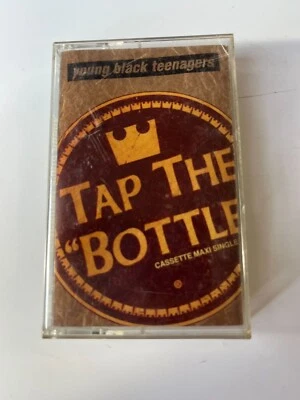 young black teenagers
TAP THE
"BOTTLE
CASSETTE MAXI SINGLE
®